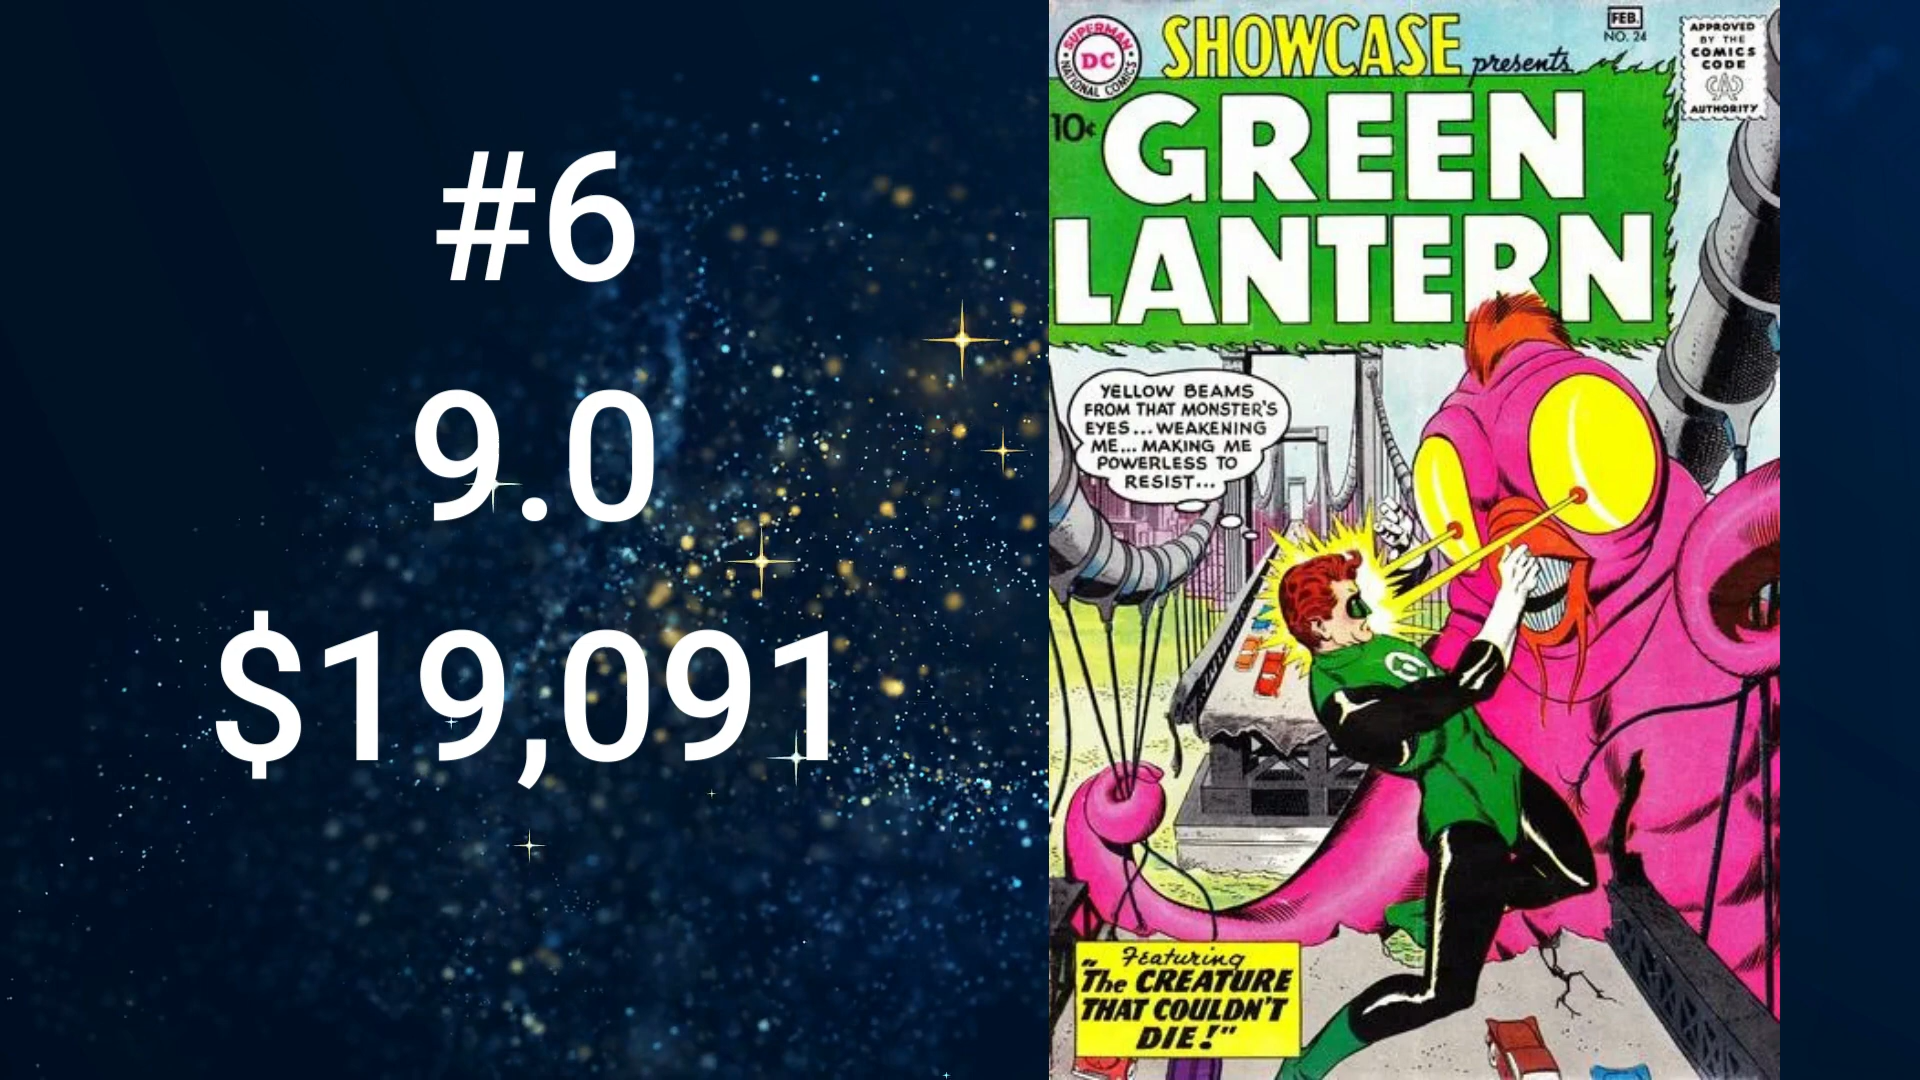 #6
9.0
$19,091
SUPERMAN
DC
NATIONAL COMICS
SHOWCASE
presents
FEB.
NO. 24
APPROVED
BY THE
COMICS
CODE
CA
AUTHORITY
10¢
GREEN
LANTERN
YELLOW BEAMS
FROM THAT MONSTER'S
EYES...WEAKENING
ME...MAKING ME
POWERLESS TO
RESIST...
Featuring
"The CREATURE
THAT COULDN'T
DIE!"